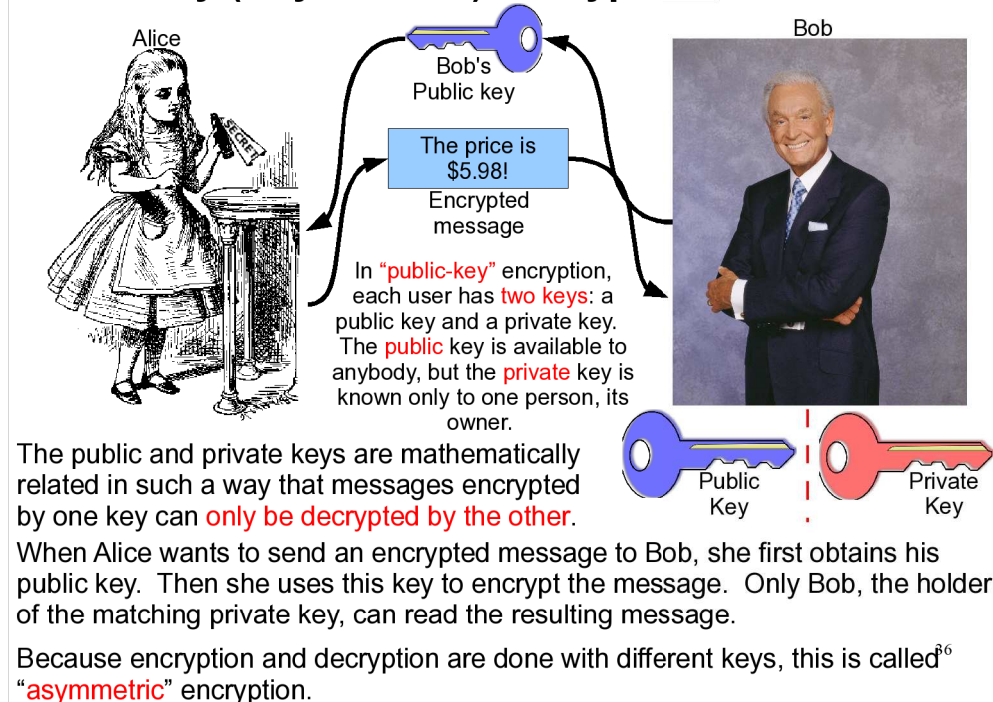 Alice
SECRET
Bob's
Public key
Bob
The price is
$5.98!
Encrypted
message
In “public-key” encryption,
each user has two keys: a
public key and a private key.
The public key is available to
anybody, but the private key is
known only to one person, its
owner.
Public
Key
Private
Key
The public and private keys are mathematically
related in such a way that messages encrypted
by one key can only be decrypted by the other.
When Alice wants to send an encrypted message to Bob, she first obtains his
public key.  Then she uses this key to encrypt the message.  Only Bob, the holder
of the matching private key, can read the resulting message.
Because encryption and decryption are done with different keys, this is called
36
“asymmetric” encryption.